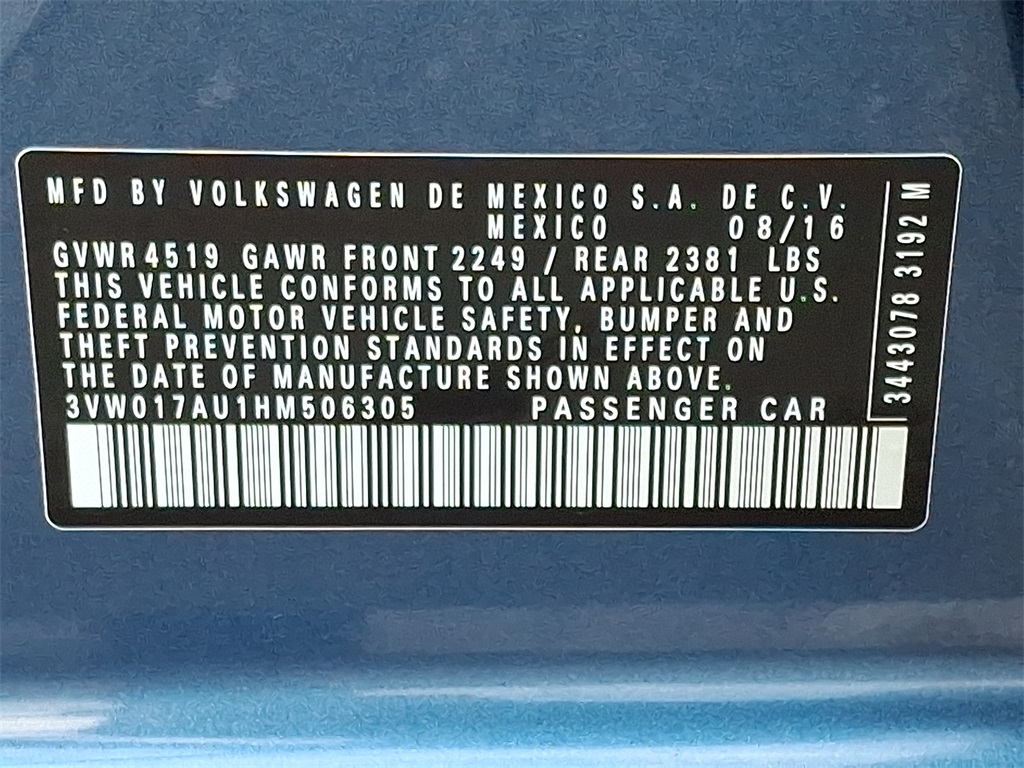 MFD BY VOLKSWAGEN DE MEXICO S.A. DE C.V.
MEXICO 08/16
GVWR 4519 GAWR FRONT 2249 / REAR 2381 LBS
THIS VEHICLE CONFORMS TO ALL APPLICABLE U.S.
FEDERAL MOTOR VEHICLE SAFETY, BUMPER AND
THEFT PREVENTION STANDARDS IN EFFECT ON
THE DATE OF MANUFACTURE SHOWN ABOVE.
3VW017AU1HM506305 PASSENGER CAR
3443078 3192 M